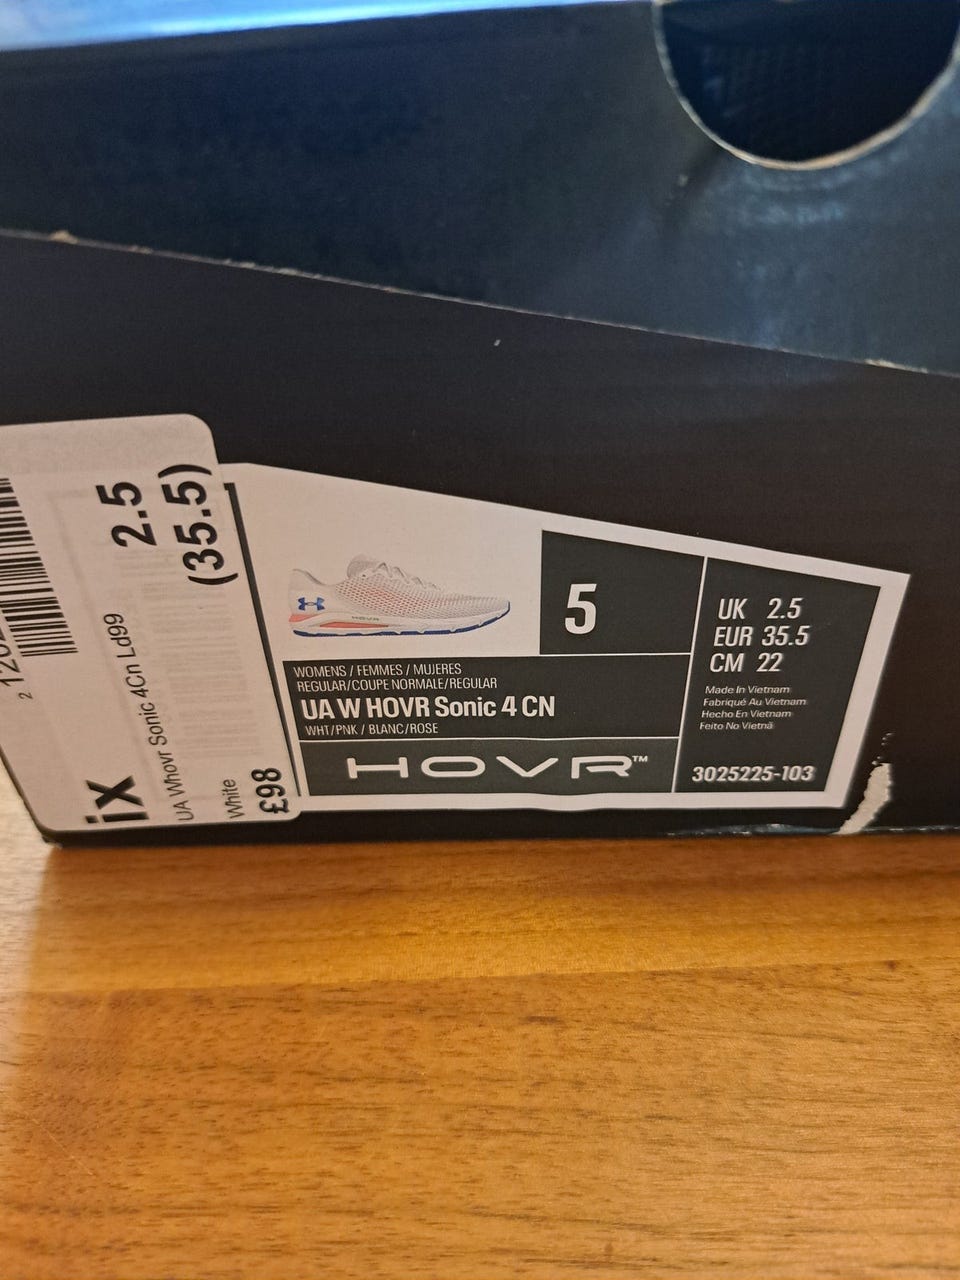 2.5
(35.5)
ix
UA Whovr Sonic 4Cn Ld99
White
£98
HOVR
5
UK 2.5
EUR 35.5
CM 22
WOMENS / FEMMES / MUJERES
REGULAR/COUPE NORMALE/REGULAR
UA W HOVR Sonic 4 CN
WHT/PNK / BLANC/ROSE
Made In Vietnam
Fabriqué Au Vietnam
Hecho En Vietnam
Feito No Vietnã
HOVR™
3025225-103